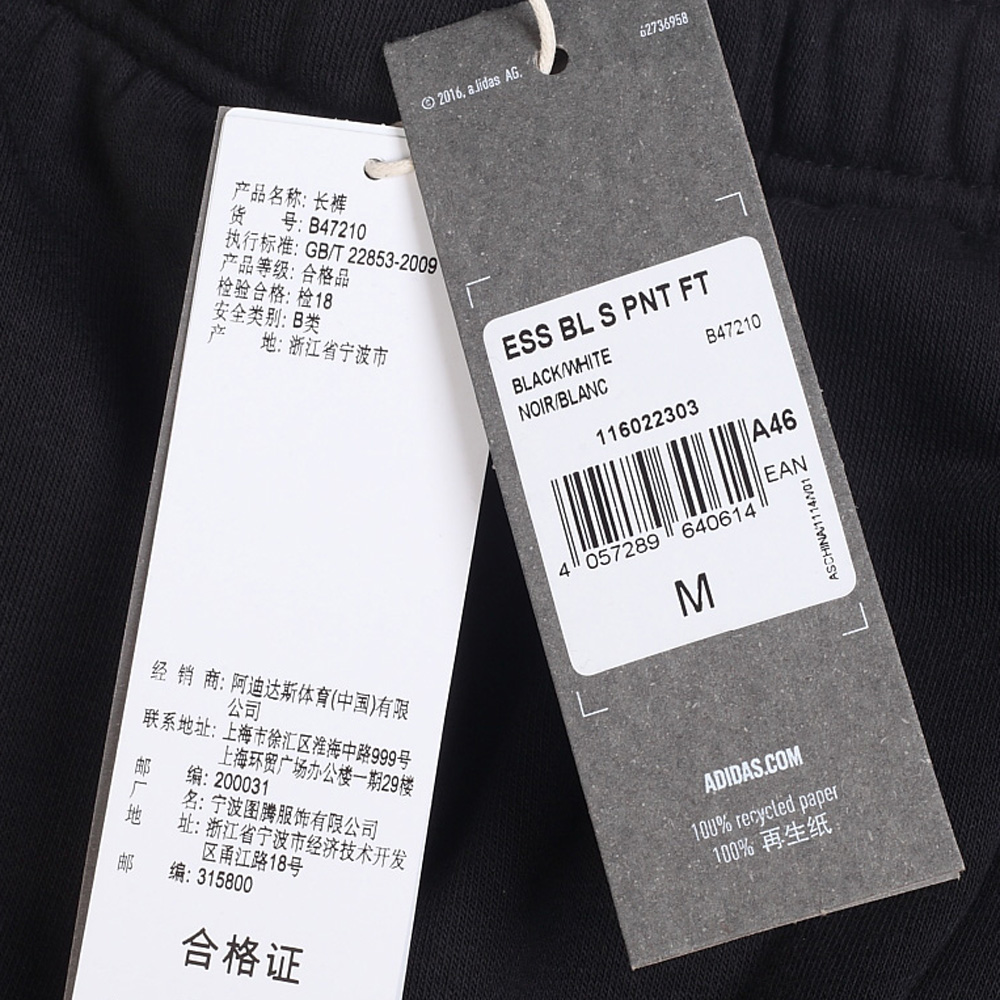 产品名称: 长裤
货 号: B47210
执行标准: GB/T 22853-2009
产品等级: 合格品
检验合格: 检18
安全类别: B类
产 地: 浙江省宁波市
经 销 商: 阿迪达斯体育(中国)有限
公司
联系地址: 上海市徐汇区淮海中路999号
上海环贸广场办公楼一期29楼
邮 编: 200031
厂 名: 宁波图腾服饰有限公司
地 址: 浙江省宁波市经济技术开发
区甬江路18号
邮 编: 315800
合格证
62736958
© 2016, adidas AG.
ESS BL S PNT FT
BLACK/WHITE B47210
NOIR/BLANC
116022303
A46
EAN
4 057289 640614
M
ADIDAS.COM
100% recycled paper
100% 再生纸